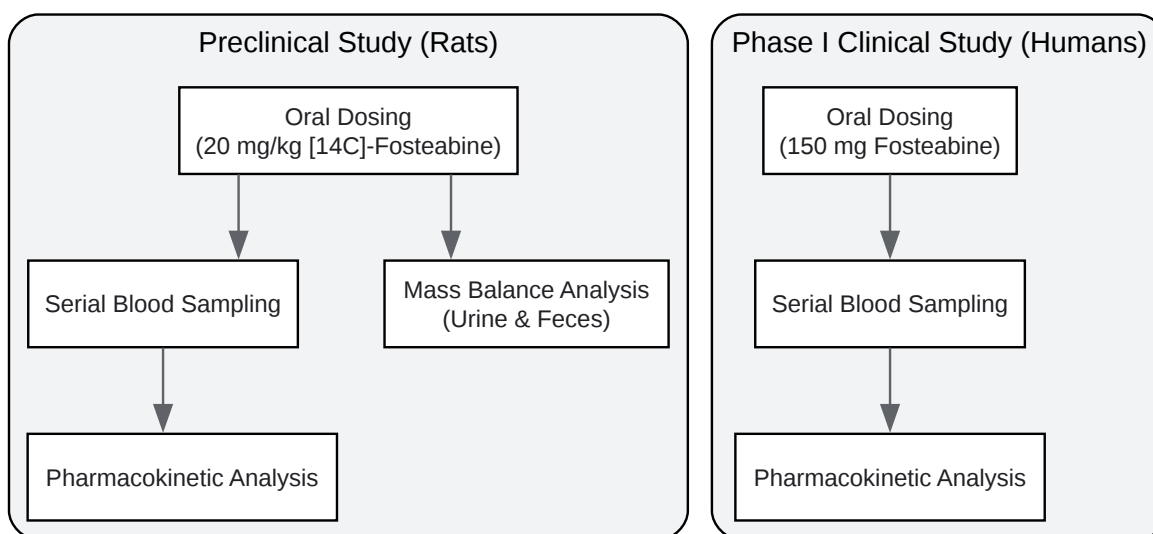 Preclinical Study (Rats)
Oral Dosing
(20 mg/kg [14C]-Fosteabine)
Serial Blood Sampling
Mass Balance Analysis
(Urine & Feces)
Pharmacokinetic Analysis
Phase I Clinical Study (Humans)
Oral Dosing
(150 mg Fosteabine)
Serial Blood Sampling
Pharmacokinetic Analysis